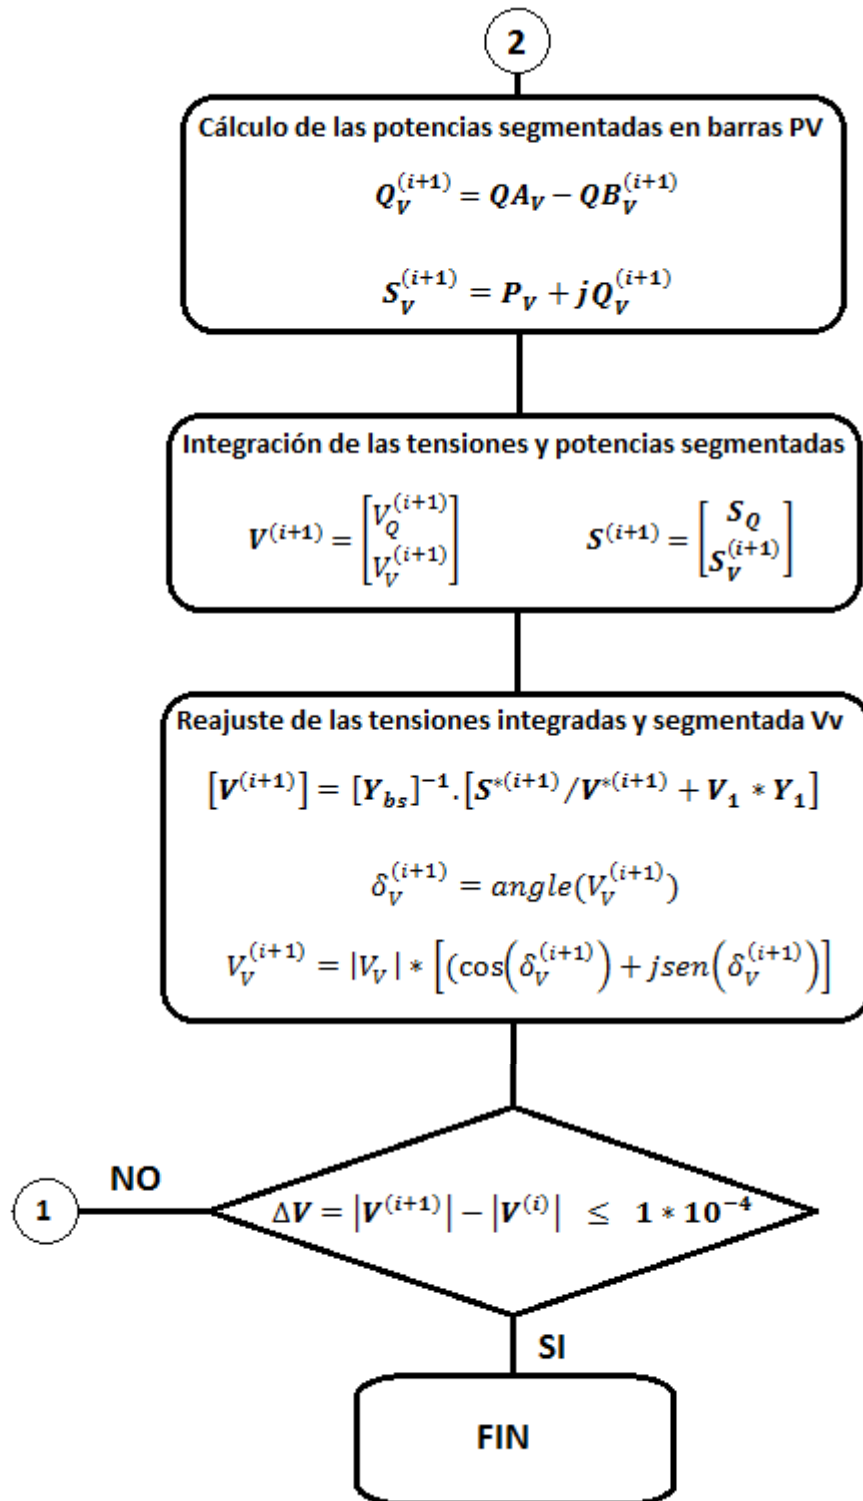 2
Cálculo de las potencias segmentadas en barras PV
Q_V^{(i+1)} = QA_V − QB_V^{(i+1)}
S_V^{(i+1)} = P_V + jQ_V^{(i+1)}
Integración de las tensiones y potencias segmentadas
V^{(i+1)} = [V_Q^{(i+1)} V_V^{(i+1)}] S^{(i+1)} = [S_Q S_V^{(i+1)}]
Reajuste de las tensiones integradas y segmentada Vv
[V^{(i+1)}] = [Y_{bs}]^{−1}.[S^{*(i+1)}/V^{*(i+1)} + V_1 * Y_1]
δ_V^{(i+1)} = angle(V_V^{(i+1)})
V_V^{(i+1)} = |V_V| * [(cos(δ_V^{(i+1)}) + jsen(δ_V^{(i+1)})]
NO
1
ΔV = |V^{(i+1)}| − |V^{(i)}| ≤ 1 * 10^{−4}
SI
FIN